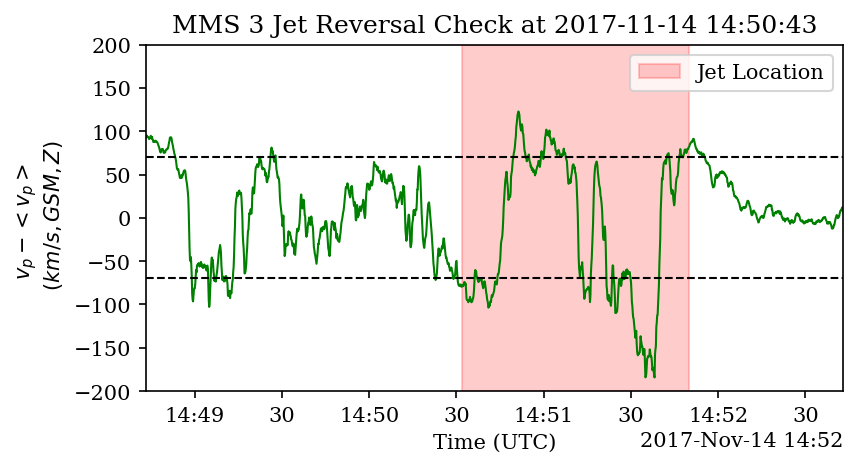 MMS 3 Jet Reversal Check at 2017-11-14 14:50:43
200
150
100
50
0
−50
−100
−150
−200
v_p − < v_p >
(km/s, GSM, Z)
Jet Location
14:49 30 14:50 30 14:51 30 14:52 30
Time (UTC)
2017-Nov-14 14:52